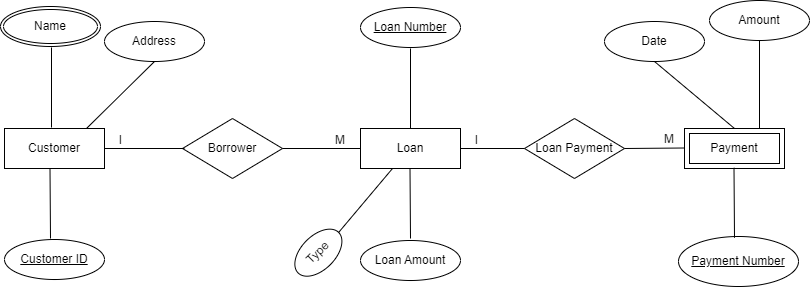 Name
Address
Loan Number
Date
Amount
Customer
I
Borrower
M
Loan
I
Loan Payment
M
Payment
Customer ID
Type
Loan Amount
Payment Number